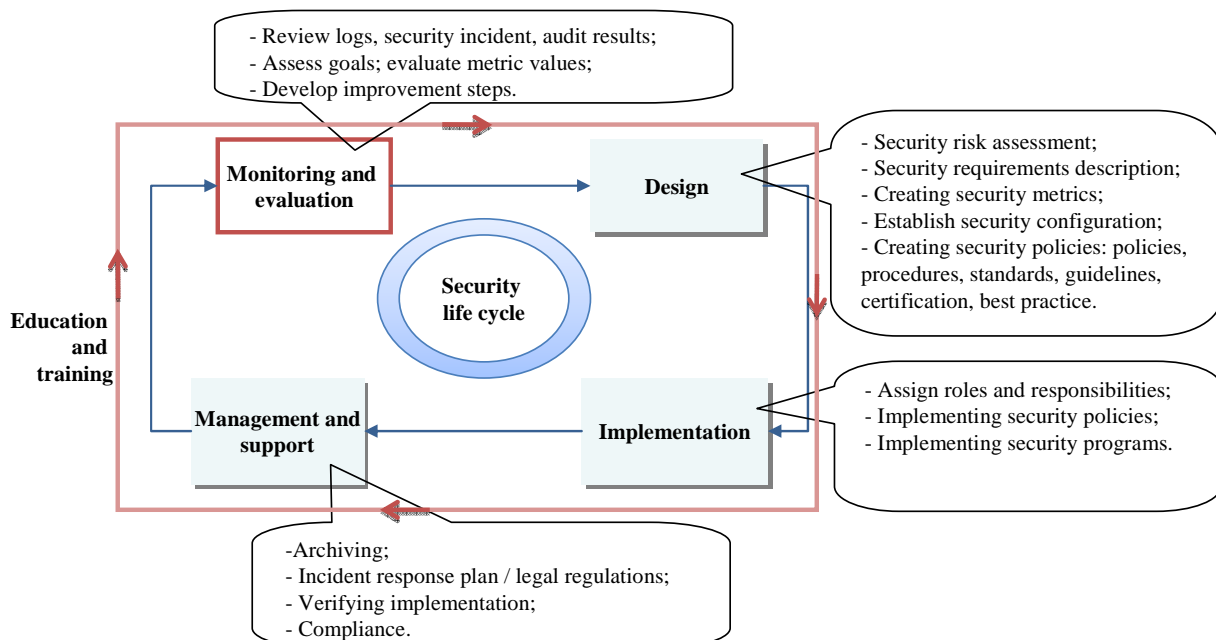 - Review logs, security incident, audit results;
- Assess goals; evaluate metric values;
- Develop improvement steps.
Monitoring and
evaluation
Design
- Security risk assessment;
- Security requirements description;
- Creating security metrics;
- Establish security configuration;
- Creating security policies: policies,
procedures, standards, guidelines,
certification, best practice.
Security
life cycle
Education
and
training
Management and
support
Implementation
- Assign roles and responsibilities;
- Implementing security policies;
- Implementing security programs.
-Archiving;
- Incident response plan / legal regulations;
- Verifying implementation;
- Compliance.